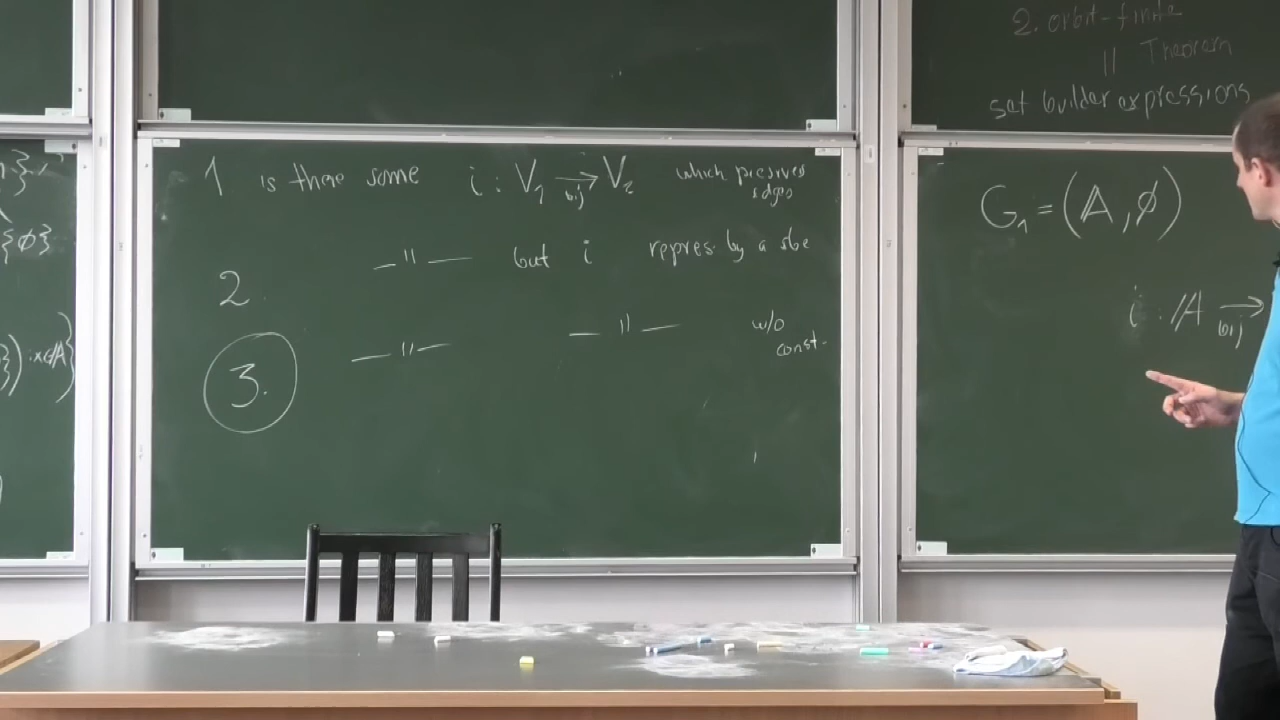 1 is there some i : V₁ →bij V₂ which preserves edges
2. —"— but i repres. by a sbe
3. —"— —"— w/o const.
2. orbit-finite
|| Theorem
set builder expressions
G₁ = (𝔸, ∅)
i : 𝔸 →bij
{∅}
}) : x∈𝔸}